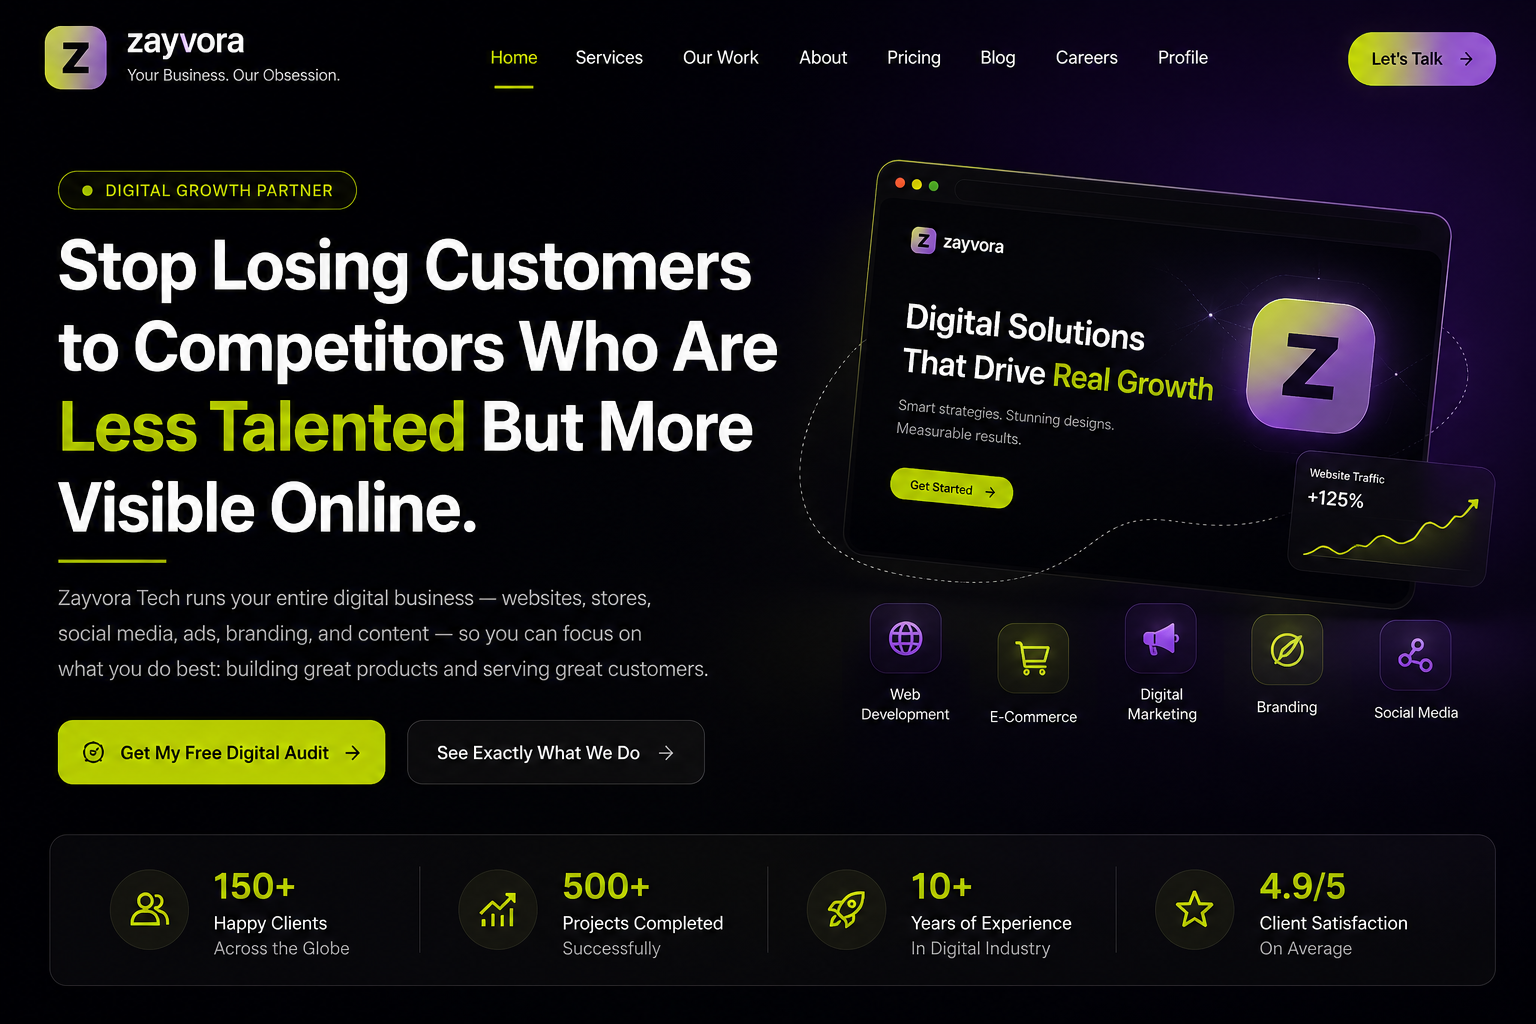 Z
zayvora
Your Business. Our Obsession.
Home
Services
Our Work
About
Pricing
Blog
Careers
Profile
Let's Talk
DIGITAL GROWTH PARTNER
Stop Losing Customers
to Competitors Who Are
Less Talented But More
Visible Online.
Zayvora Tech runs your entire digital business — websites, stores,
social media, ads, branding, and content — so you can focus on
what you do best: building great products and serving great customers.
Get My Free Digital Audit
See Exactly What We Do
Z
zayvora
Digital Solutions
That Drive Real Growth
Smart strategies. Stunning designs.
Measurable results.
Get Started
Z
Website Traffic
+125%
Web
Development
E-Commerce
Digital
Marketing
Branding
Social Media
150+
Happy Clients
Across the Globe
500+
Projects Completed
Successfully
10+
Years of Experience
In Digital Industry
4.9/5
Client Satisfaction
On Average